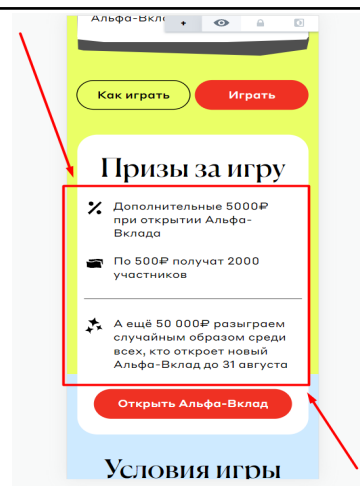 Альфа-Вкл
Как играть
Играть
Призы за игру
Дополнительные 5000₽
при открытии Альфа-
Вклада
По 500₽ получат 2000
участников
А ещё 50 000₽ разыграем
случайным образом среди
всех, кто откроет новый
Альфа-Вклад до 31 августа
Открыть Альфа-Вклад
Условия игры